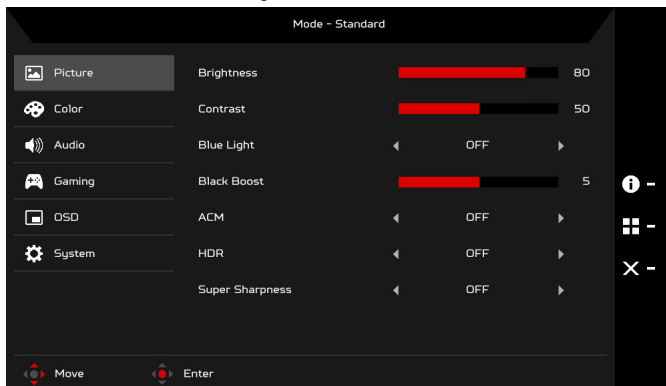 Mode - Standard
Picture
Brightness 80
Color
Contrast 50
Audio
Blue Light OFF
Gaming
Black Boost 5
OSD
ACM OFF
System
HDR OFF
Super Sharpness OFF
Move Enter